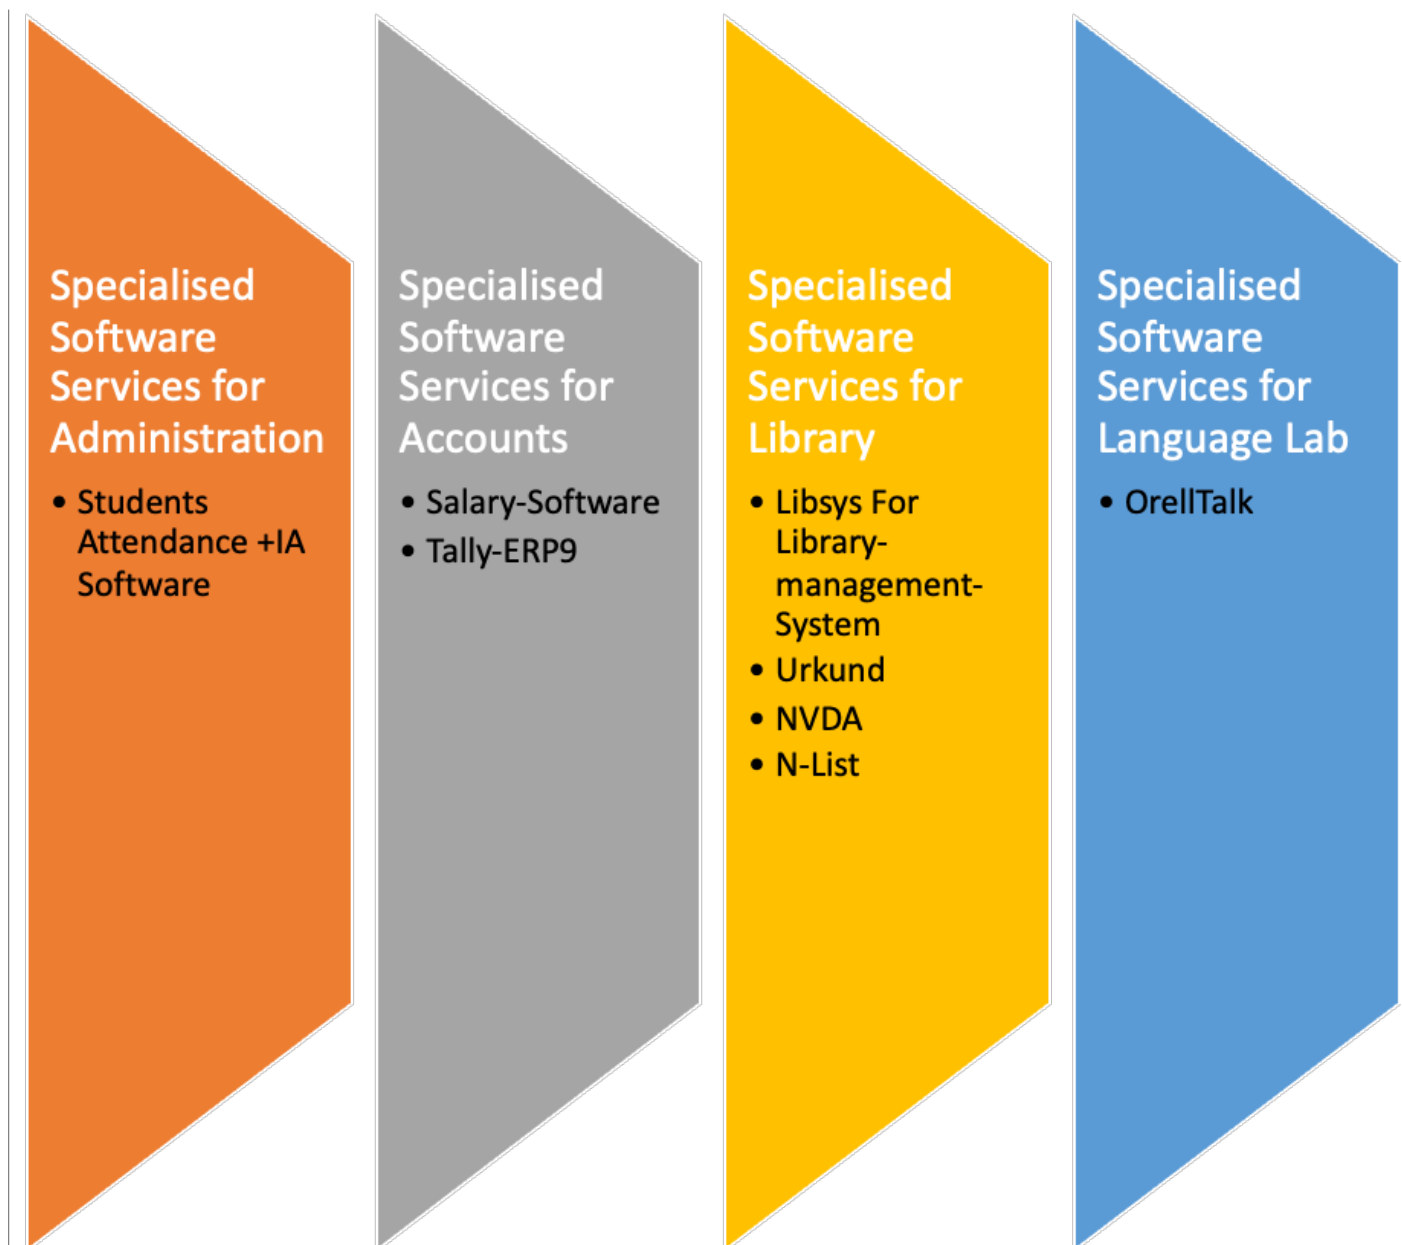 Specialised
Software
Services for
Administration
• Students
Attendance +IA
Software
Specialised
Software
Services for
Accounts
• Salary-Software
• Tally-ERP9
Specialised
Software
Services for
Library
• Libsys For
Library-
management-
System
• Urkund
• NVDA
• N-List
Specialised
Software
Services for
Language Lab
• OrellTalk